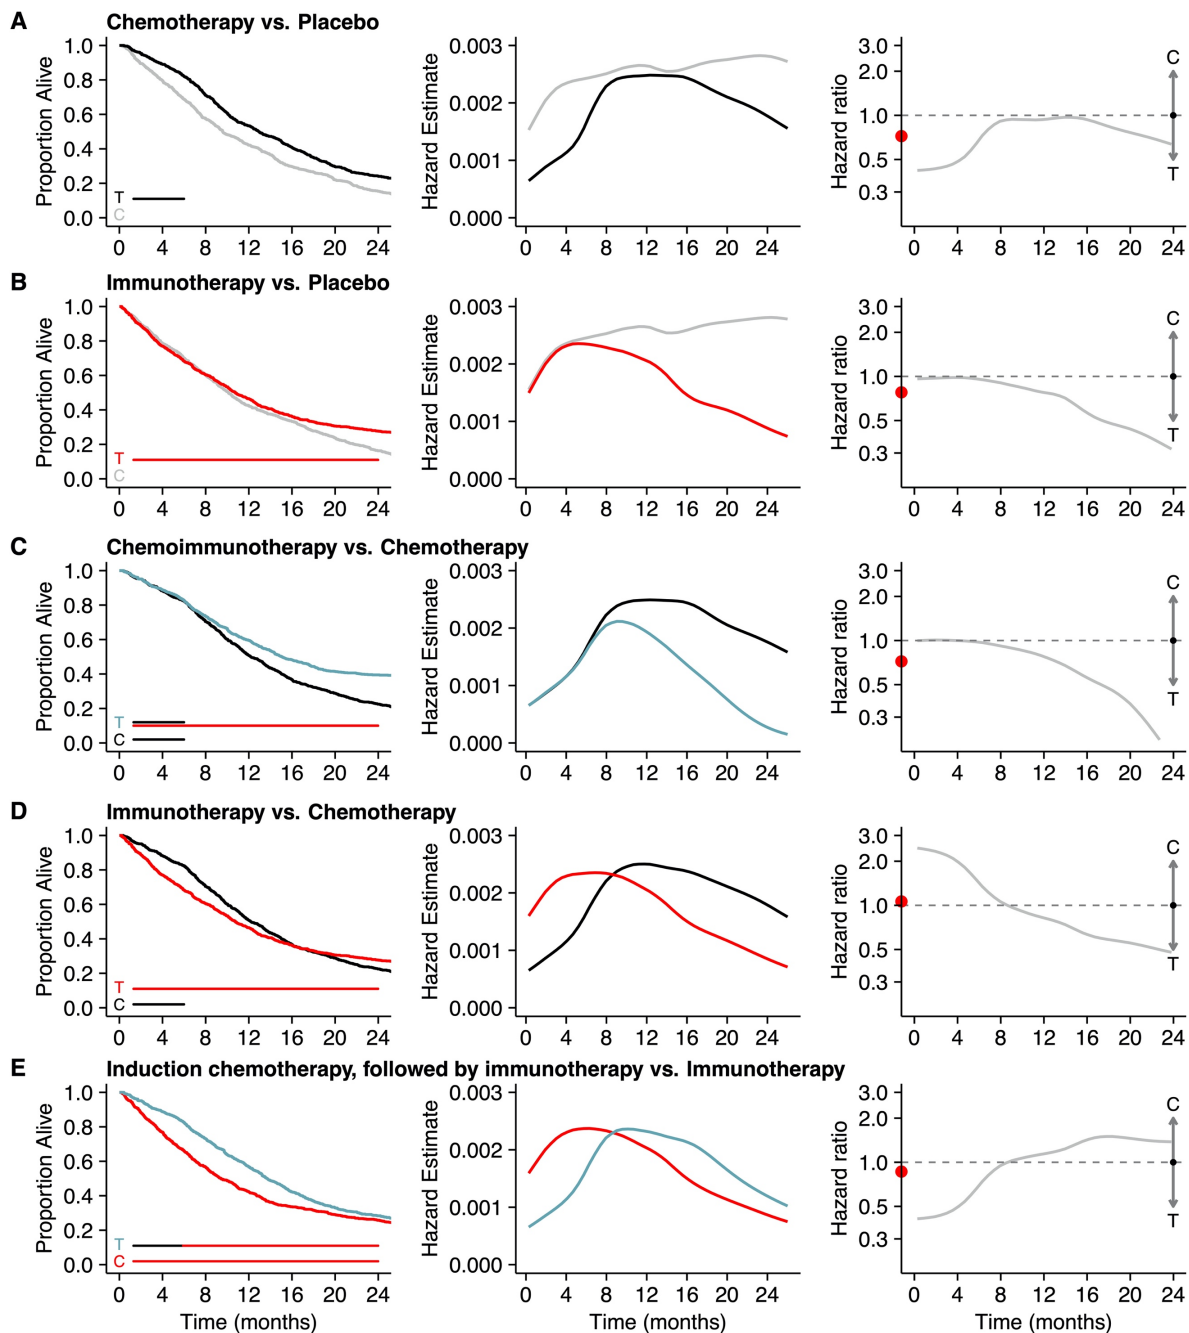 A Chemotherapy vs. Placebo
Proportion Alive
1.0
0.8
0.6
0.4
0.2
0.0
T
C
0 4 8 12 16 20 24
Hazard Estimate
0.003
0.002
0.001
0.000
0 4 8 12 16 20 24
Hazard ratio
3.0
2.0
1.0
0.5
0.3
C
T
0 4 8 12 16 20 24
B Immunotherapy vs. Placebo
Proportion Alive
1.0
0.8
0.6
0.4
0.2
0.0
T
C
0 4 8 12 16 20 24
Hazard Estimate
0.003
0.002
0.001
0.000
0 4 8 12 16 20 24
Hazard ratio
3.0
2.0
1.0
0.5
0.3
C
T
0 4 8 12 16 20 24
C Chemoimmunotherapy vs. Chemotherapy
Proportion Alive
1.0
0.8
0.6
0.4
0.2
0.0
T
C
0 4 8 12 16 20 24
Hazard Estimate
0.003
0.002
0.001
0.000
0 4 8 12 16 20 24
Hazard ratio
3.0
2.0
1.0
0.5
0.3
C
T
0 4 8 12 16 20 24
D Immunotherapy vs. Chemotherapy
Proportion Alive
1.0
0.8
0.6
0.4
0.2
0.0
T
C
0 4 8 12 16 20 24
Hazard Estimate
0.003
0.002
0.001
0.000
0 4 8 12 16 20 24
Hazard ratio
3.0
2.0
1.0
0.5
0.3
C
T
0 4 8 12 16 20 24
E Induction chemotherapy, followed by immunotherapy vs. Immunotherapy
Proportion Alive
1.0
0.8
0.6
0.4
0.2
0.0
T
C
0 4 8 12 16 20 24
Time (months)
Hazard Estimate
0.003
0.002
0.001
0.000
0 4 8 12 16 20 24
Time (months)
Hazard ratio
3.0
2.0
1.0
0.5
0.3
C
T
0 4 8 12 16 20 24
Time (months)